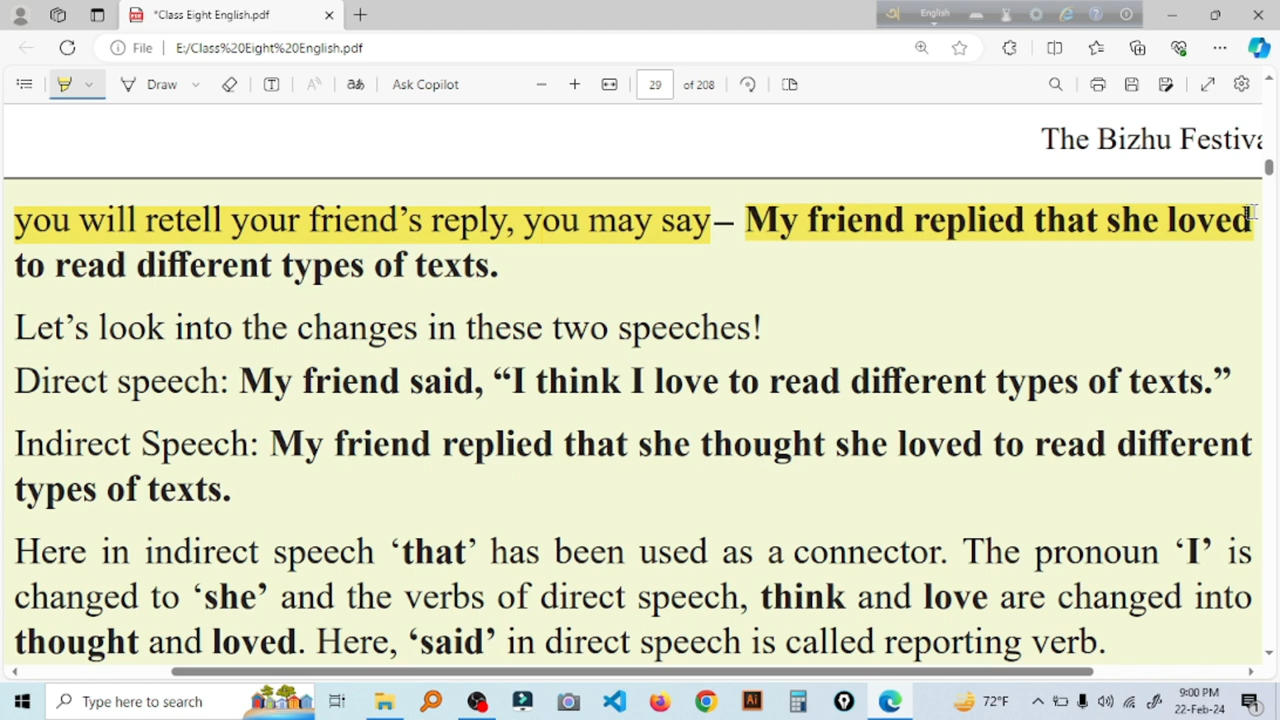 *Class Eight English.pdf
English
File E:/Class%20Eight%20English.pdf
Draw Ask Copilot 29 of 208
The Bizhu Festiva
you will retell your friend’s reply, you may say– My friend replied that she loved
to read different types of texts.
Let’s look into the changes in these two speeches!
Direct speech: My friend said, “I think I love to read different types of texts.”
Indirect Speech: My friend replied that she thought she loved to read different
types of texts.
Here in indirect speech ‘that’ has been used as a connector. The pronoun ‘I’ is
changed to ‘she’ and the verbs of direct speech, think and love are changed into
thought and loved. Here, ‘said’ in direct speech is called reporting verb.
Type here to search
72°F
9:00 PM
22-Feb-24